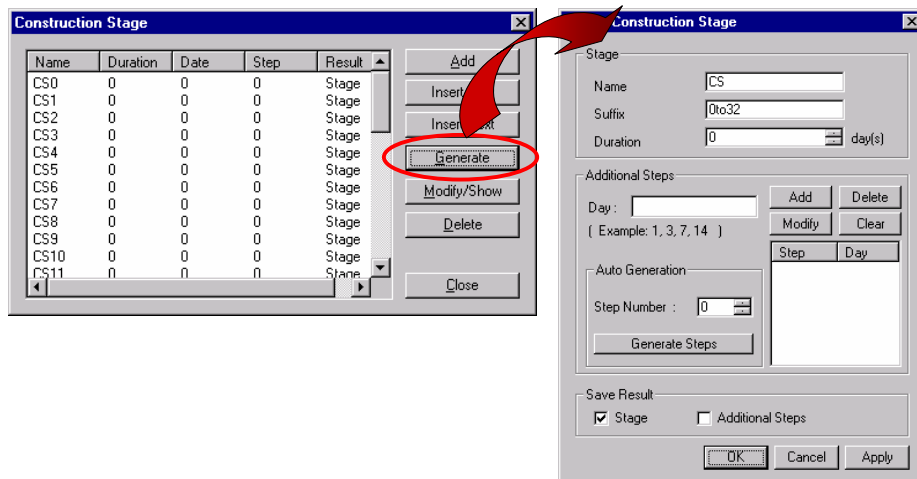 Construction Stage
Name Duration Date Step Result
CS0 0 0 0 Stage
CS1 0 0 0 Stage
CS2 0 0 0 Stage
CS3 0 0 0 Stage
CS4 0 0 0 Stage
CS5 0 0 0 Stage
CS6 0 0 0 Stage
CS7 0 0 0 Stage
CS8 0 0 0 Stage
CS9 0 0 0 Stage
CS10 0 0 0 Stage
CS11 0 0 0 Stage
Add
Insert
Insert
Generate
Modify/Show
Delete
Close
Construction Stage
Stage
Name CS
Suffix 0to32
Duration 0 day(s)
Additional Steps
Day :
( Example: 1, 3, 7, 14 )
Add Delete
Modify Clear
Step Day
Auto Generation
Step Number : 0
Generate Steps
Save Result
Stage Additional Steps
OK Cancel Apply